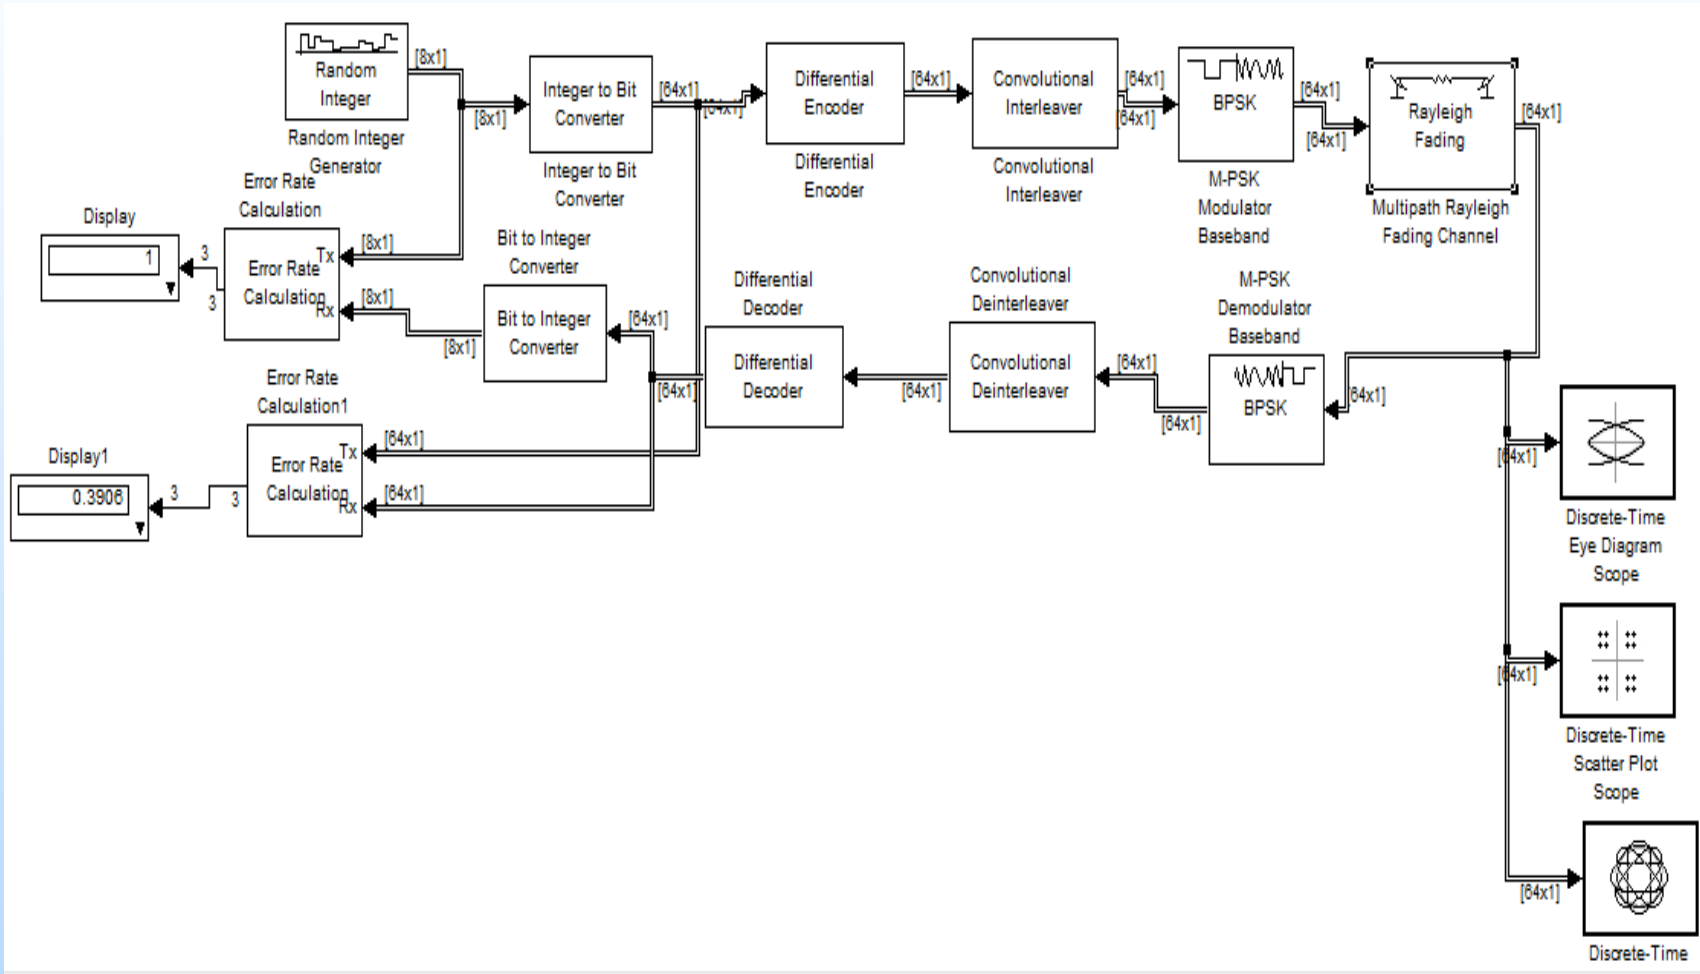 Random
Integer
Random Integer
Generator
[8x1]
[8x1]
Integer to Bit
Converter
Integer to Bit
Converter
[64x1]
[64x1]
Differential
Encoder
Differential
Encoder
[64x1]
Convolutional
Interleaver
Convolutional
Interleaver
[64x1]
[64x1]
BPSK
M-PSK
Modulator
Baseband
[64x1]
[64x1]
Rayleigh
Fading
Multipath Rayleigh
Fading Channel
[64x1]
Error Rate
Calculation
Display
1
3
3
Error Rate
Calculation
Tx
Rx
[8x1]
[8x1]
[8x1]
Bit to Integer
Converter
Bit to Integer
Converter
[64x1]
[64x1]
Differential
Decoder
Differential
Decoder
[64x1]
Convolutional
Deinterleaver
Convolutional
Deinterleaver
[64x1]
[64x1]
M-PSK
Demodulator
Baseband
BPSK
[64x1]
Error Rate
Calculation1
Display1
0.3906
3
3
Error Rate
Calculation
Tx
Rx
[64x1]
[64x1]
[64x1]
Discrete-Time
Eye Diagram
Scope
[64x1]
Discrete-Time
Scatter Plot
Scope
[64x1]
Discrete-Time